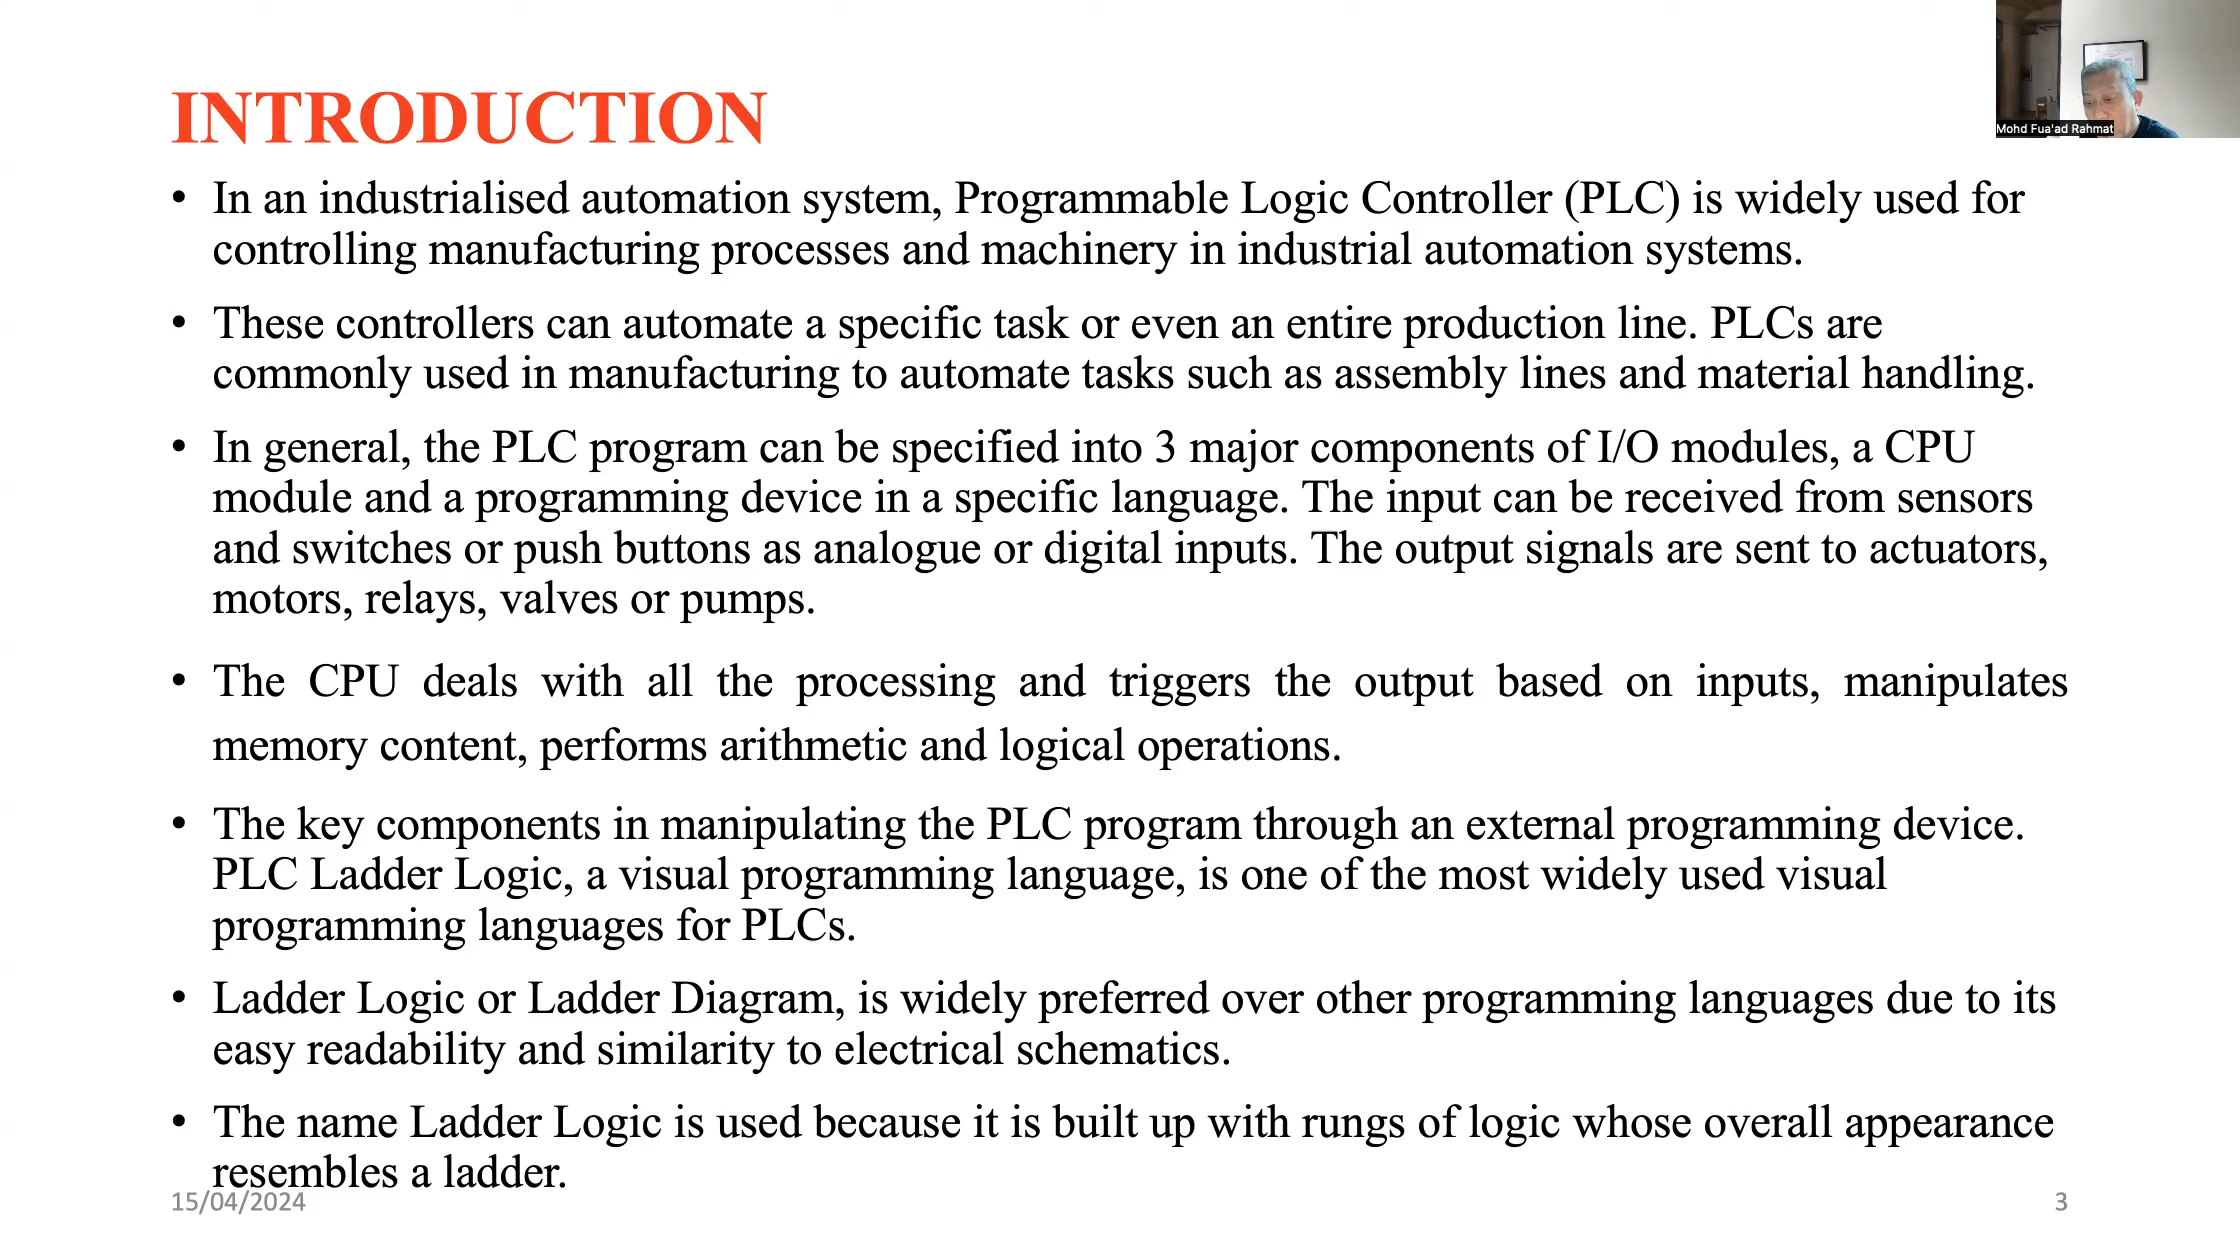 INTRODUCTION
Mohd Fua'ad Rahmat
• In an industrialised automation system, Programmable Logic Controller (PLC) is widely used for
controlling manufacturing processes and machinery in industrial automation systems.
• These controllers can automate a specific task or even an entire production line. PLCs are
commonly used in manufacturing to automate tasks such as assembly lines and material handling.
• In general, the PLC program can be specified into 3 major components of I/O modules, a CPU
module and a programming device in a specific language. The input can be received from sensors
and switches or push buttons as analogue or digital inputs. The output signals are sent to actuators,
motors, relays, valves or pumps.
• The CPU deals with all the processing and triggers the output based on inputs, manipulates
memory content, performs arithmetic and logical operations.
• The key components in manipulating the PLC program through an external programming device.
PLC Ladder Logic, a visual programming language, is one of the most widely used visual
programming languages for PLCs.
• Ladder Logic or Ladder Diagram, is widely preferred over other programming languages due to its
easy readability and similarity to electrical schematics.
• The name Ladder Logic is used because it is built up with rungs of logic whose overall appearance
resembles a ladder.
15/04/2024
3